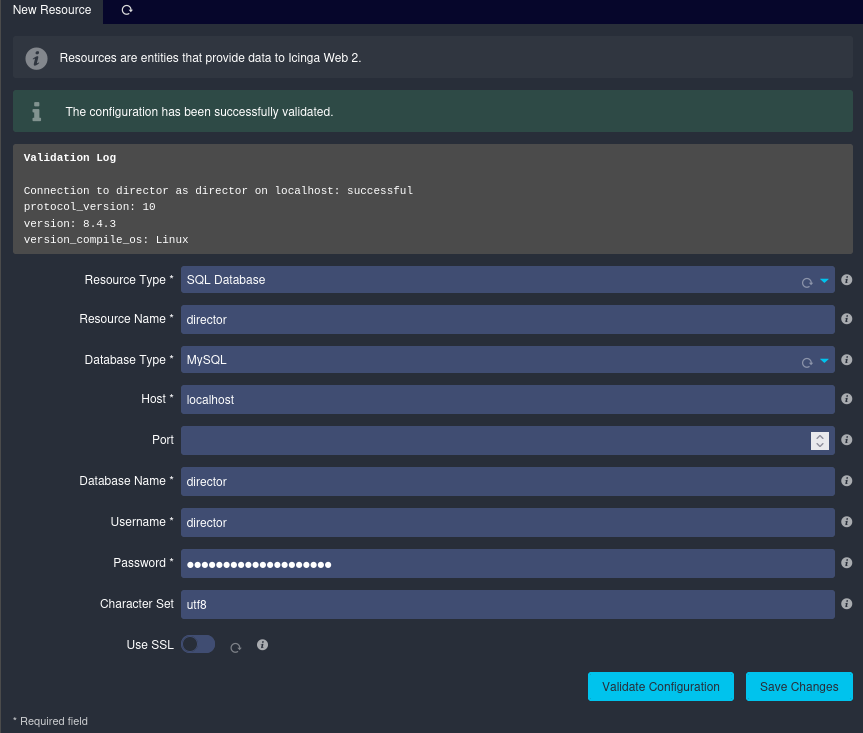 New Resource
Resources are entities that provide data to Icinga Web 2.
The configuration has been successfully validated.
Validation Log
Connection to director as director on localhost: successful
protocol_version: 10
version: 8.4.3
version_compile_os: Linux
Resource Type * SQL Database
Resource Name * director
Database Type * MySQL
Host * localhost
Port
Database Name * director
Username * director
Password * ●●●●●●●●●●●●●●●●●●●●
Character Set utf8
Use SSL
Validate Configuration Save Changes
* Required field